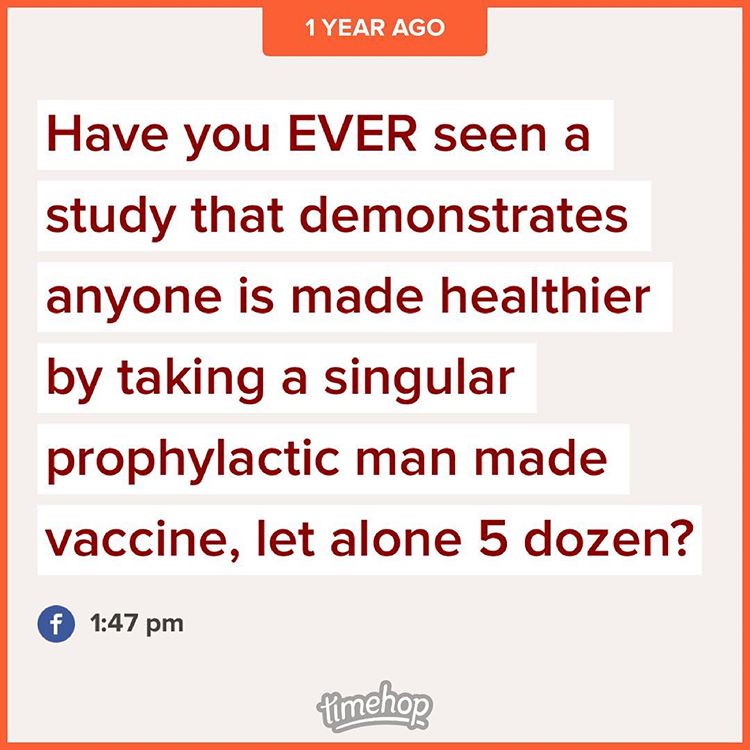 1 YEAR AGO
Have you EVER seen a
study that demonstrates
anyone is made healthier
by taking a singular
prophylactic man made
vaccine, let alone 5 dozen?
f 1:47 pm
timehop